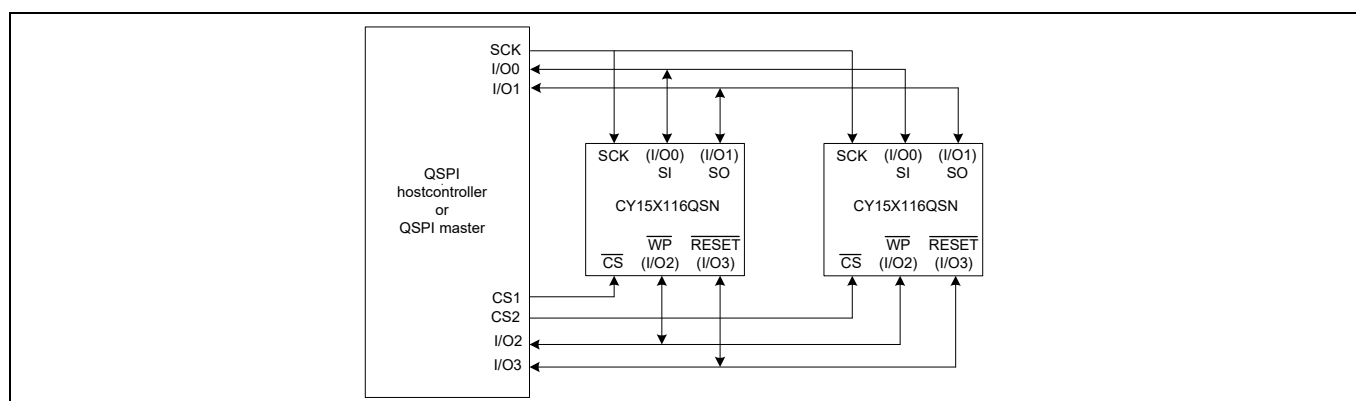 SCK
I/O0
I/O1
QSPI
hostcontroller
or
QSPI master
CS1
CS2
I/O2
I/O3
SCK (I/O0) (I/O1)
SI SO
CY15X116QSN
WP RESET
CS (I/O2) (I/O3)
SCK (I/O0) (I/O1)
SI SO
CY15X116QSN
WP RESET
CS (I/O2) (I/O3)